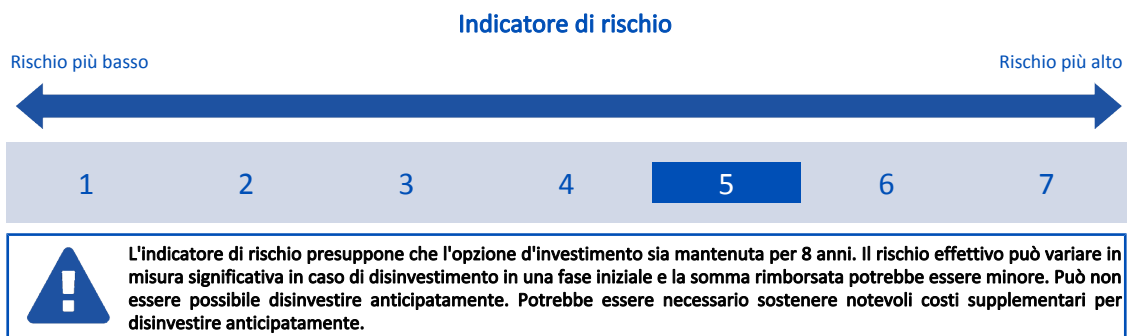 Indicatore di rischio
Rischio più basso
Rischio più alto
1 2 3 4 5 6 7
L'indicatore di rischio presuppone che l'opzione d'investimento sia mantenuta per 8 anni. Il rischio effettivo può variare in
misura significativa in caso di disinvestimento in una fase iniziale e la somma rimborsata potrebbe essere minore. Può non
essere possibile disinvestire anticipatamente. Potrebbe essere necessario sostenere notevoli costi supplementari per
disinvestire anticipatamente.